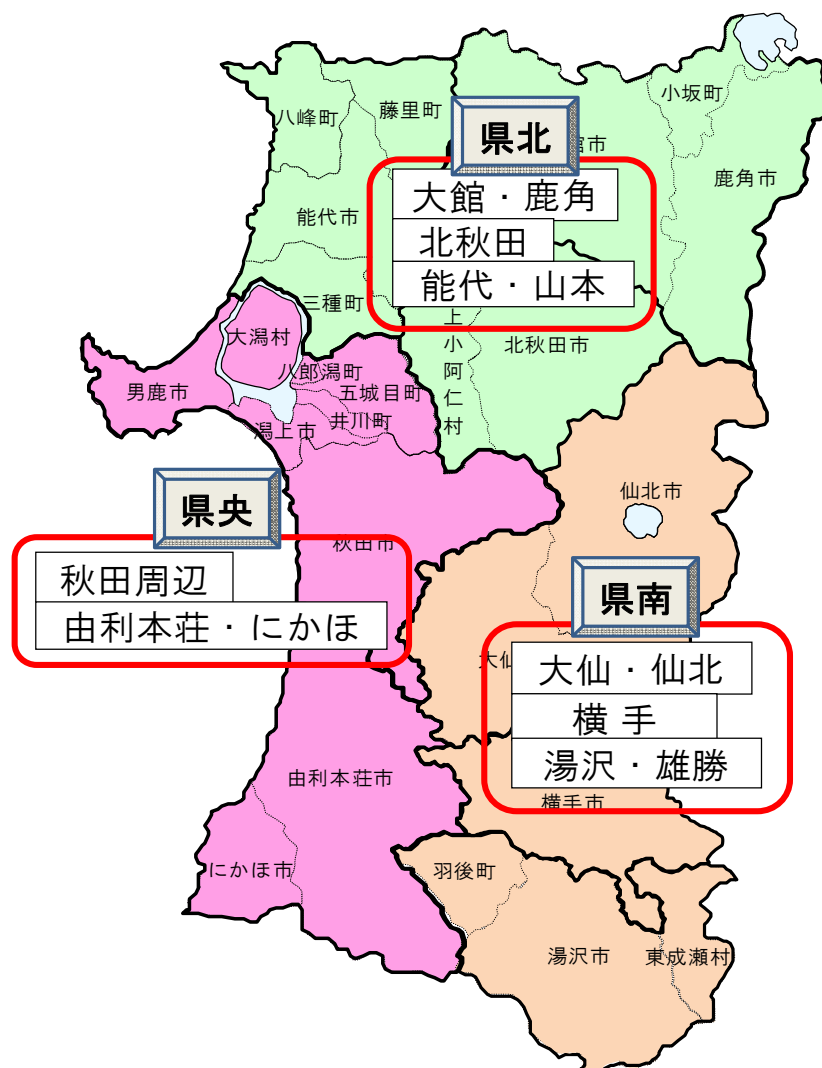 小坂町
八峰町
藤里町
県北
館市
鹿角市
大館・鹿角
能代市
北秋田
能代・山本
三種町
上小阿仁村
大潟村
北秋田市
八郎潟町
男鹿市
五城目町
井川町
潟上市
仙北市
県央
秋田市
秋田周辺
県南
由利本荘・にかほ
大仙
大仙・仙北
横手
湯沢・雄勝
由利本荘市
横手市
にかほ市
羽後町
湯沢市
東成瀬村